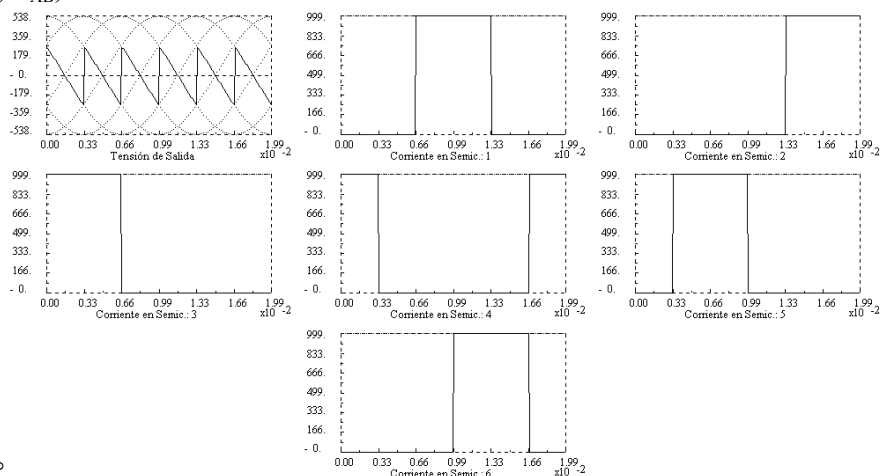 538.
359.
179.
- 0.
-179.
-359.
-538.
0.00 0.33 0.66 0.99 1.33 1.66 1.99
x10 -2
Tensión de Salida
999.
833.
666.
499.
333.
166.
- 0.
0.00 0.33 0.66 0.99 1.33 1.66 1.99
x10 -2
Corriente en Semic.: 1
999.
833.
666.
499.
333.
166.
- 0.
0.00 0.33 0.66 0.99 1.33 1.66 1.99
x10 -2
Corriente en Semic.: 2
999.
833.
666.
499.
333.
166.
- 0.
0.00 0.33 0.66 0.99 1.33 1.66 1.99
x10 -2
Corriente en Semic.: 3
999.
833.
666.
499.
333.
166.
- 0.
0.00 0.33 0.66 0.99 1.33 1.66 1.99
x10 -2
Corriente en Semic.: 4
999.
833.
666.
499.
333.
166.
- 0.
0.00 0.33 0.66 0.99 1.33 1.66 1.99
x10 -2
Corriente en Semic.: 5
999.
833.
666.
499.
333.
166.
- 0.
0.00 0.33 0.66 0.99 1.33 1.66 1.99
x10 -2
Corriente en Semic.: 6